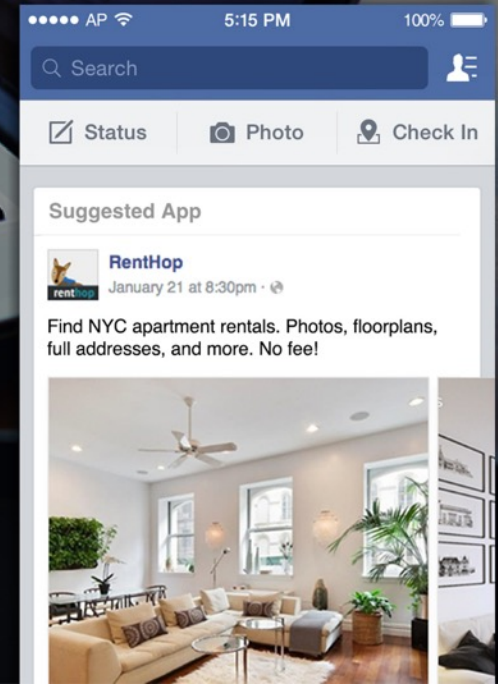 AP 5:15 PM 100%
Search
Status Photo Check In
Suggested App
RentHop
renthop
January 21 at 8:30pm ·
Find NYC apartment rentals. Photos, floorplans,
full addresses, and more. No fee!
s